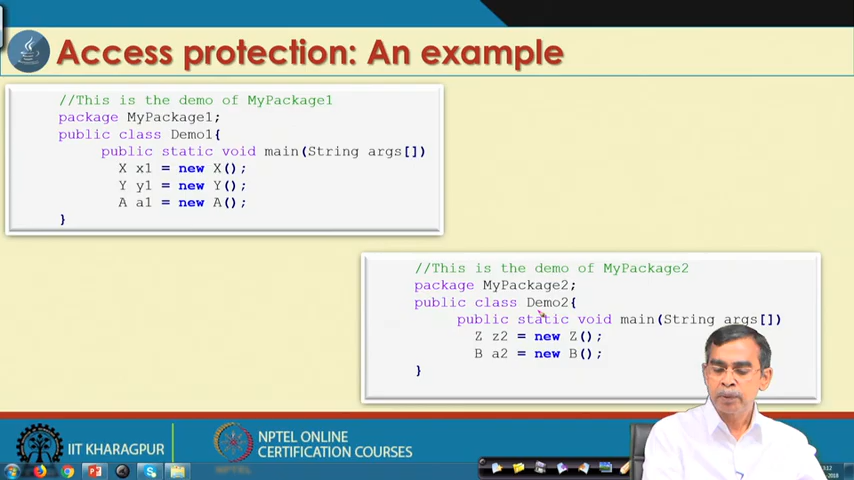 Access protection: An example
//This is the demo of MyPackage1
package MyPackage1;
public class Demo1{
public static void main(String args[])
X x1 = new X();
Y y1 = new Y();
A a1 = new A();
}
//This is the demo of MyPackage2
package MyPackage2;
public class Demo2{
public static void main(String args[])
Z z2 = new Z();
B a2 = new B();
}
IIT KHARAGPUR
NPTEL ONLINE
CERTIFICATION COURSES
NPTEL